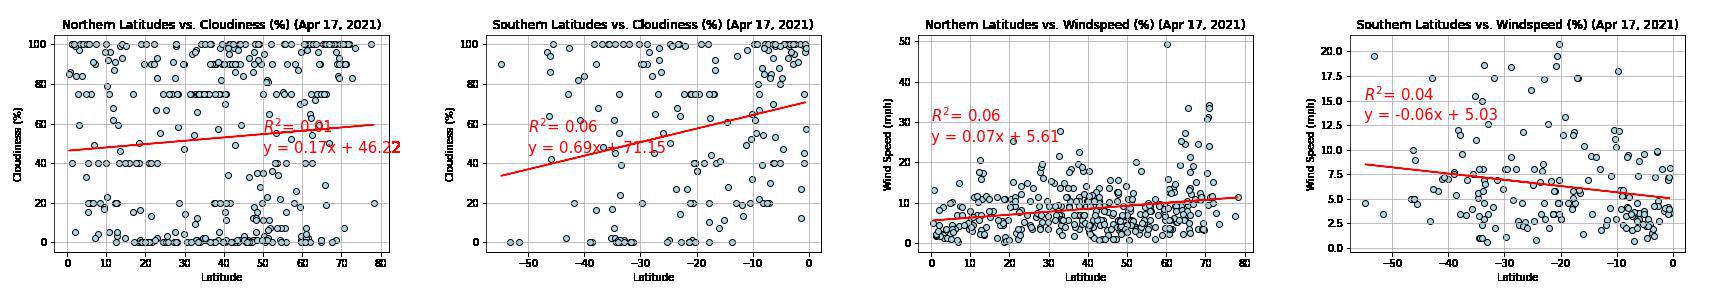 Northern Latitudes vs. Cloudiness (%) (Apr 17, 2021)
Cloudiness (%)
100
80
60
40
20
0
R²= 0.01
y = 0.17x + 46.22
0 10 20 30 40 50 60 70 80
Latitude
Southern Latitudes vs. Cloudiness (%) (Apr 17, 2021)
Cloudiness (%)
100
80
60
40
20
0
R²= 0.06
y = 0.69x + 71.15
−50 −40 −30 −20 −10 0
Latitude
Northern Latitudes vs. Windspeed (%) (Apr 17, 2021)
Wind Speed (mph)
50
40
30
20
10
0
R²= 0.06
y = 0.07x + 5.61
0 10 20 30 40 50 60 70 80
Latitude
Southern Latitudes vs. Windspeed (%) (Apr 17, 2021)
Wind Speed (mph)
20.0
17.5
15.0
12.5
10.0
7.5
5.0
2.5
0.0
R²= 0.04
y = -0.06x + 5.03
−50 −40 −30 −20 −10 0
Latitude